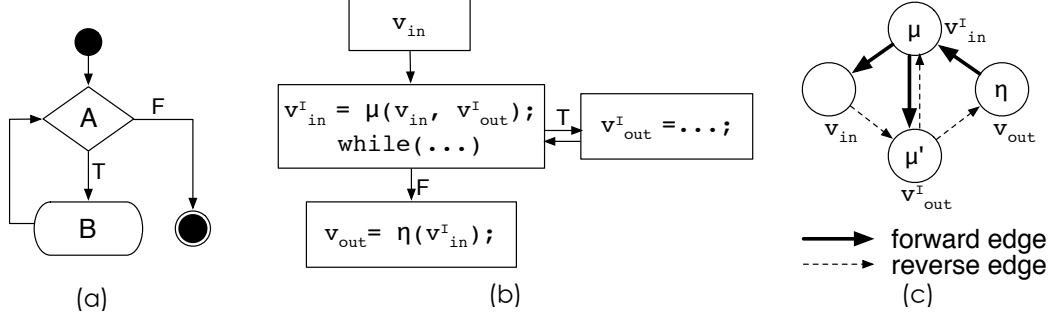 A
F
T
B
(a)
v_in
v^I_in = μ(v_in, v^I_out);
while(...)
T
v^I_out =...;
F
v_out= η(v^I_in);
(b)
μ
v^I_in
v_in
η
v_out
μ'
v^I_out
forward edge
reverse edge
(c)